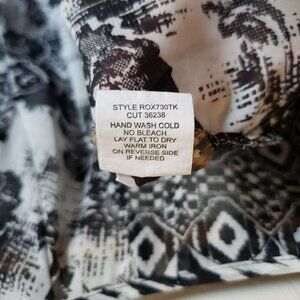 STYLE ROX730TK
CUT 36238
HAND WASH COLD
NO BLEACH
LAY FLAT TO DRY
WARM IRON
ON REVERSE SIDE
IF NEEDED